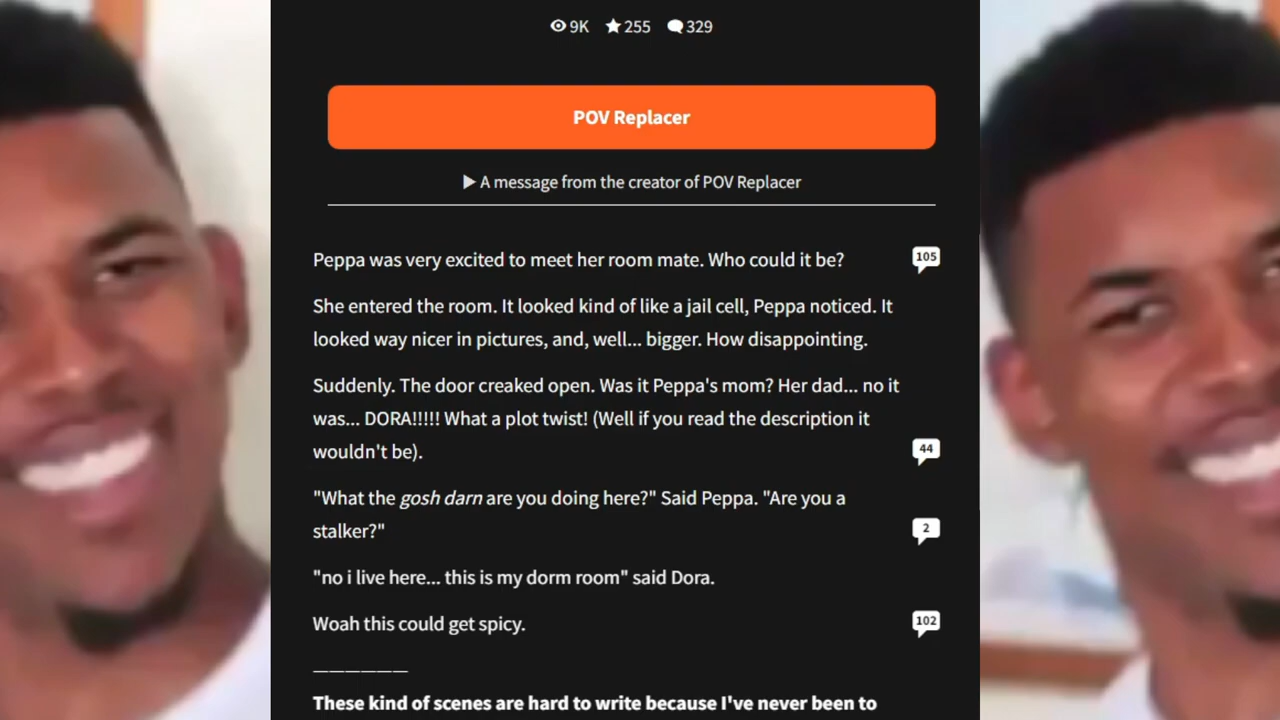 9K 255 329
POV Replacer
▶ A message from the creator of POV Replacer
Peppa was very excited to meet her room mate. Who could it be?
105
She entered the room. It looked kind of like a jail cell, Peppa noticed. It
looked way nicer in pictures, and, well... bigger. How disappointing.
Suddenly. The door creaked open. Was it Peppa's mom? Her dad... no it
was... DORA!!!!! What a plot twist! (Well if you read the description it
wouldn't be).
44
"What the gosh darn are you doing here?" Said Peppa. "Are you a
stalker?"
2
"no i live here... this is my dorm room" said Dora.
Woah this could get spicy.
102
——————
These kind of scenes are hard to write because I've never been to